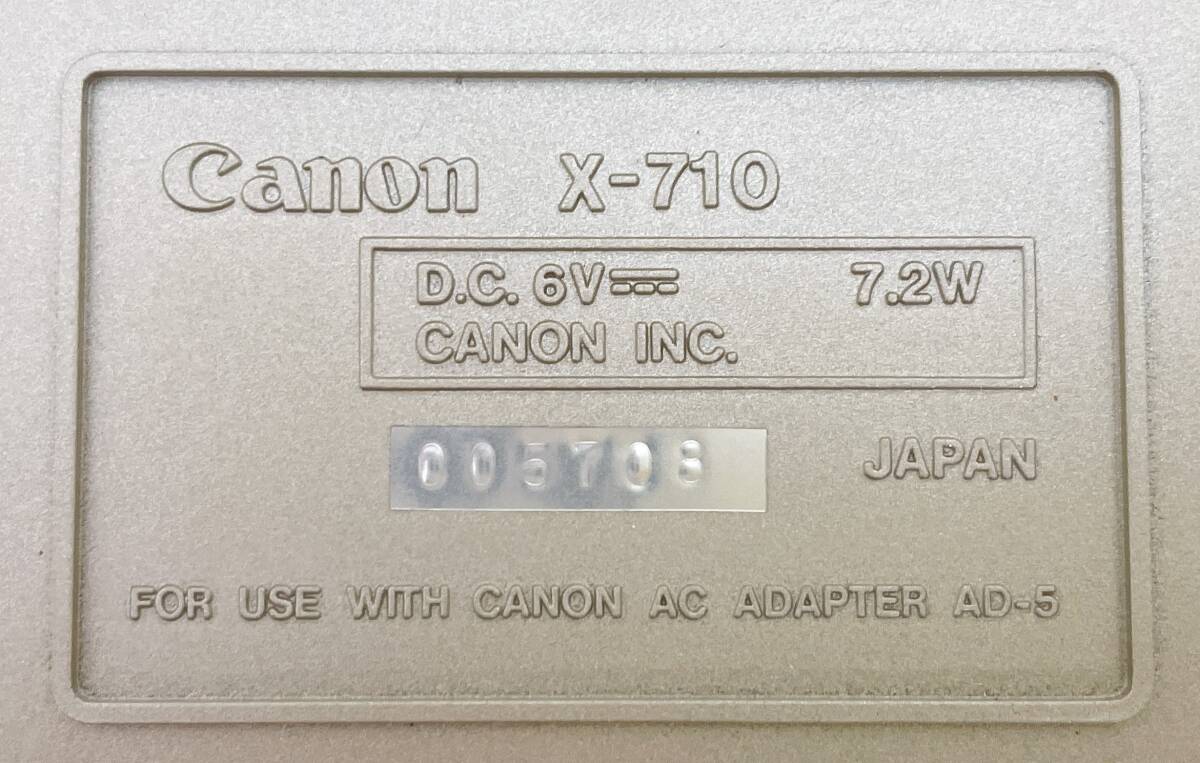 Canon X-710
D.C. 6V⎓ 7.2W
CANON INC.
005708 JAPAN
FOR USE WITH CANON AC ADAPTER AD-5